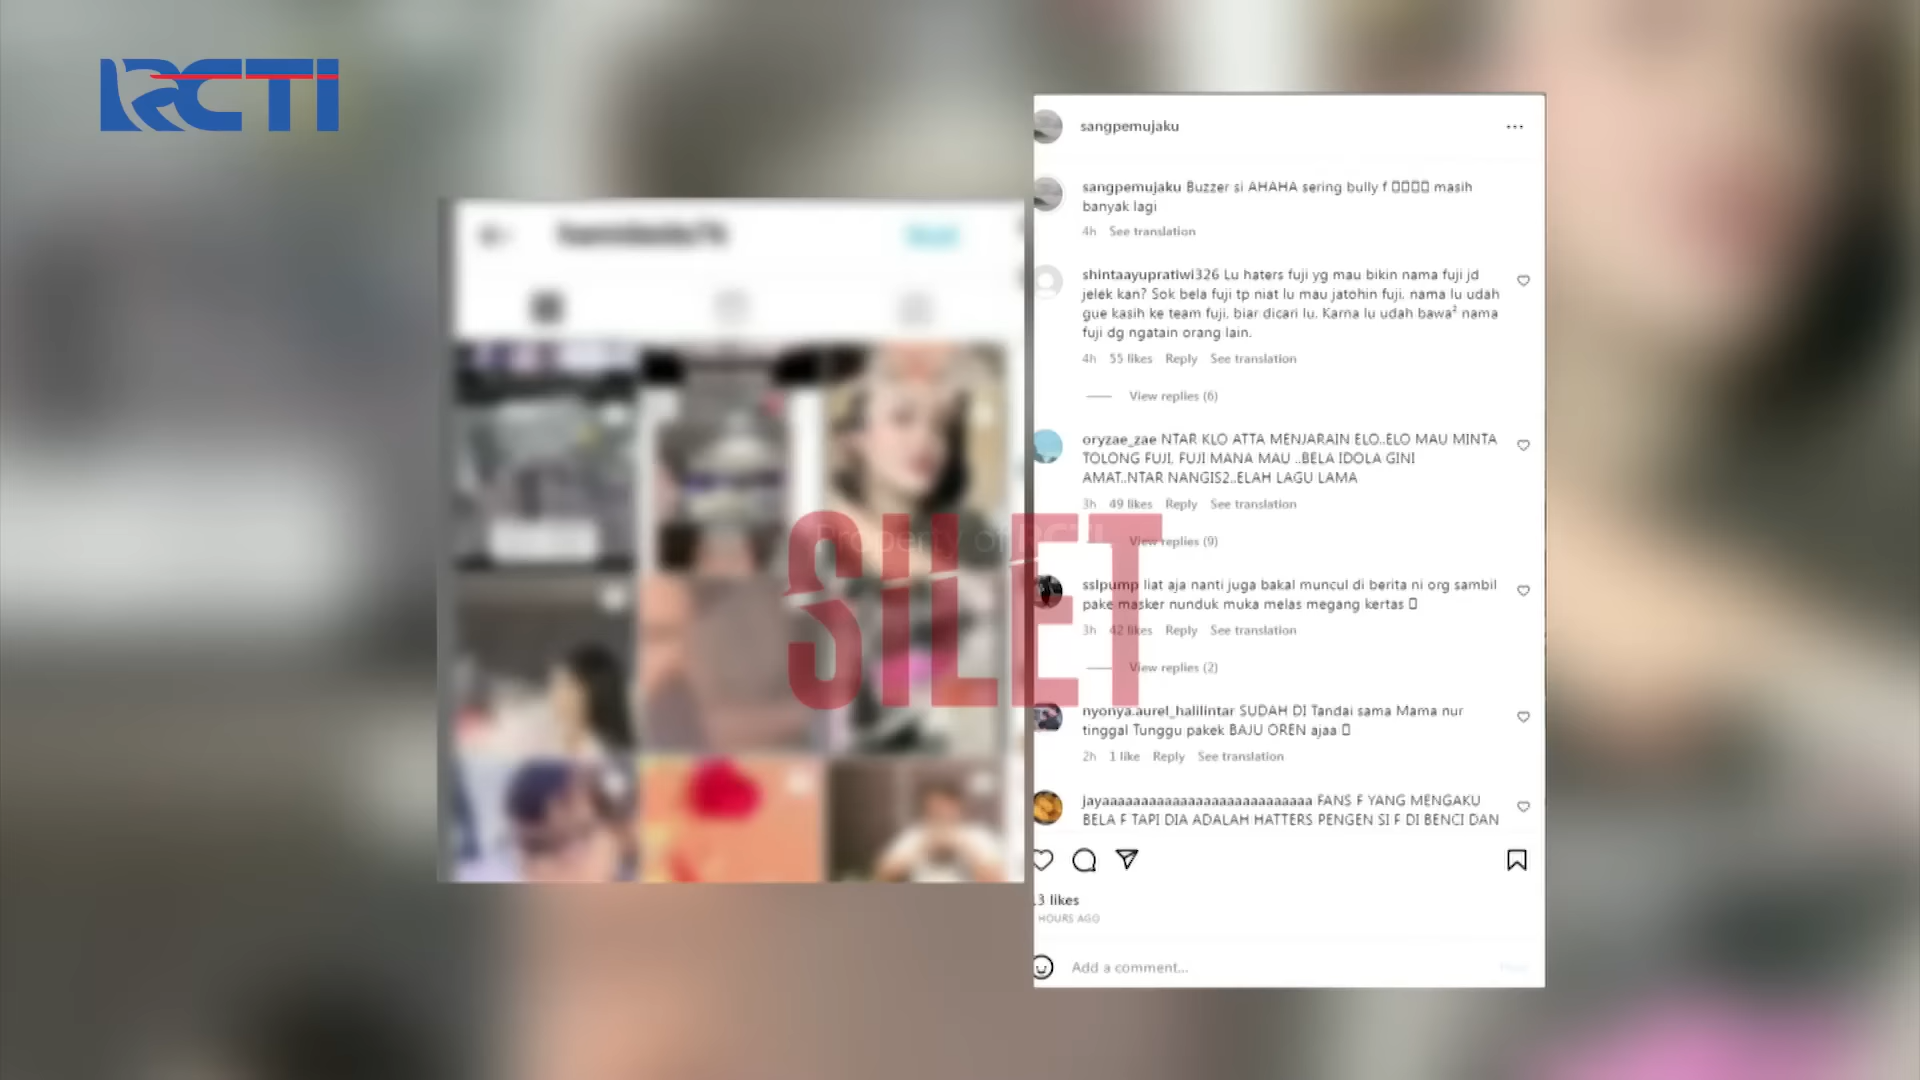 RCTI
sangpemujaku
sangpemujaku Buzzer si AHAHA sering bully f masih
banyak lagi
4h See translation
shintaayupratiwi326 Lu haters fuji yg mau bikin nama fuji jd
jelek kan? Sok bela fuji tp niat lu mau jatohin fuji. nama lu udah
gue kasih ke team fuji. biar dicari lu. Karna lu udah bawa² nama
fuji dg ngatain orang lain.
4h 55 likes Reply See translation
View replies (6)
oryzae_zae NTAR KLO ATTA MENJARAIN ELO..ELO MAU MINTA
TOLONG FUJI. FUJI MANA MAU ..BELA IDOLA GINI
AMAT..NTAR NANGIS2..ELAH LAGU LAMA
3h 49 likes Reply See translation
View replies (9)
Property of RCTI
SILET
sslpump liat aja nanti juga bakal muncul di berita ni org sambil
pake masker nunduk muka melas megang kertas
3h 42 likes Reply See translation
View replies (2)
nyonya.aurel_halilintar SUDAH DI Tandai sama Mama nur
tinggal Tunggu pakek BAJU OREN ajaa
2h 1 like Reply See translation
jayaaaaaaaaaaaaaaaaaaaaaaaaaaa FANS F YANG MENGAKU
BELA F TAPI DIA ADALAH HATTERS PENGEN SI F DI BENCI DAN
3 likes
HOURS AGO
Add a comment...